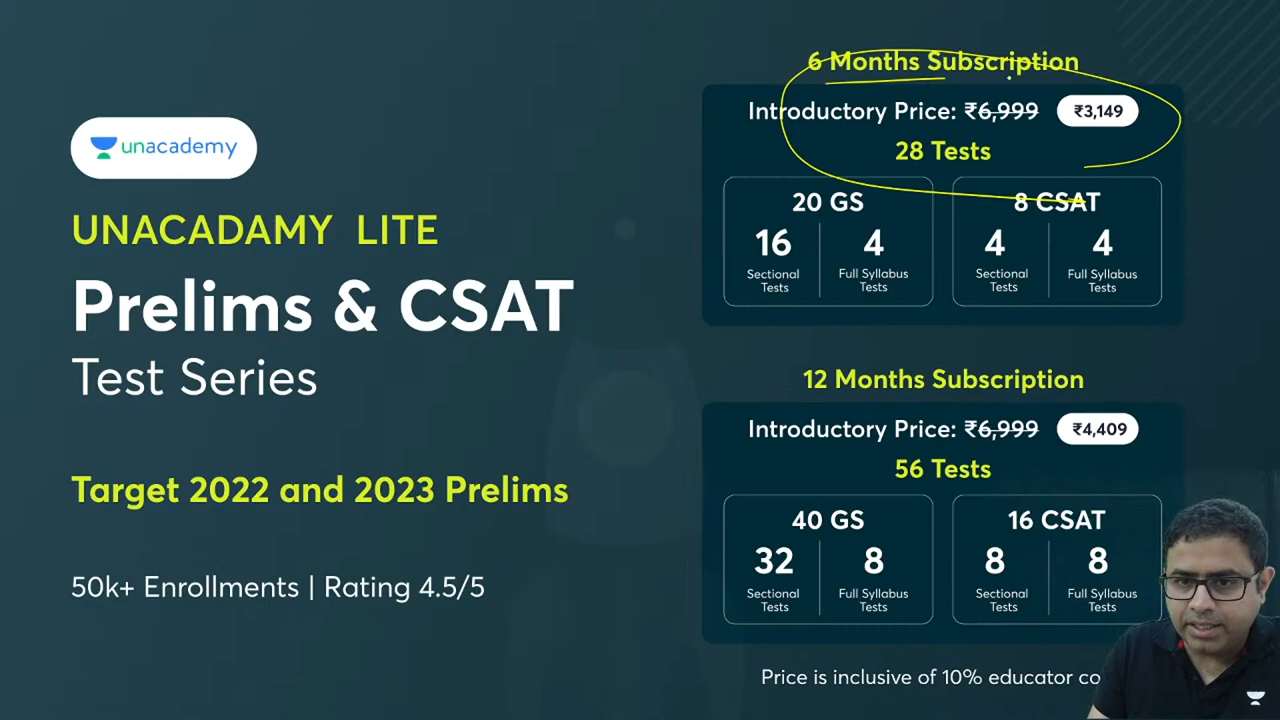 unacademy
UNACADAMY LITE
Prelims & CSAT
Test Series
Target 2022 and 2023 Prelims
50k+ Enrollments | Rating 4.5/5
6 Months Subscription
Introductory Price: ₹6,999 ₹3,149
28 Tests
20 GS
16
Sectional
Tests
4
Full Syllabus
Tests
8 CSAT
4
Sectional
Tests
4
Full Syllabus
Tests
12 Months Subscription
Introductory Price: ₹6,999 ₹4,409
56 Tests
40 GS
32
Sectional
Tests
8
Full Syllabus
Tests
16 CSAT
8
Sectional
Tests
8
Full Syllabus
Tests
Price is inclusive of 10% educator